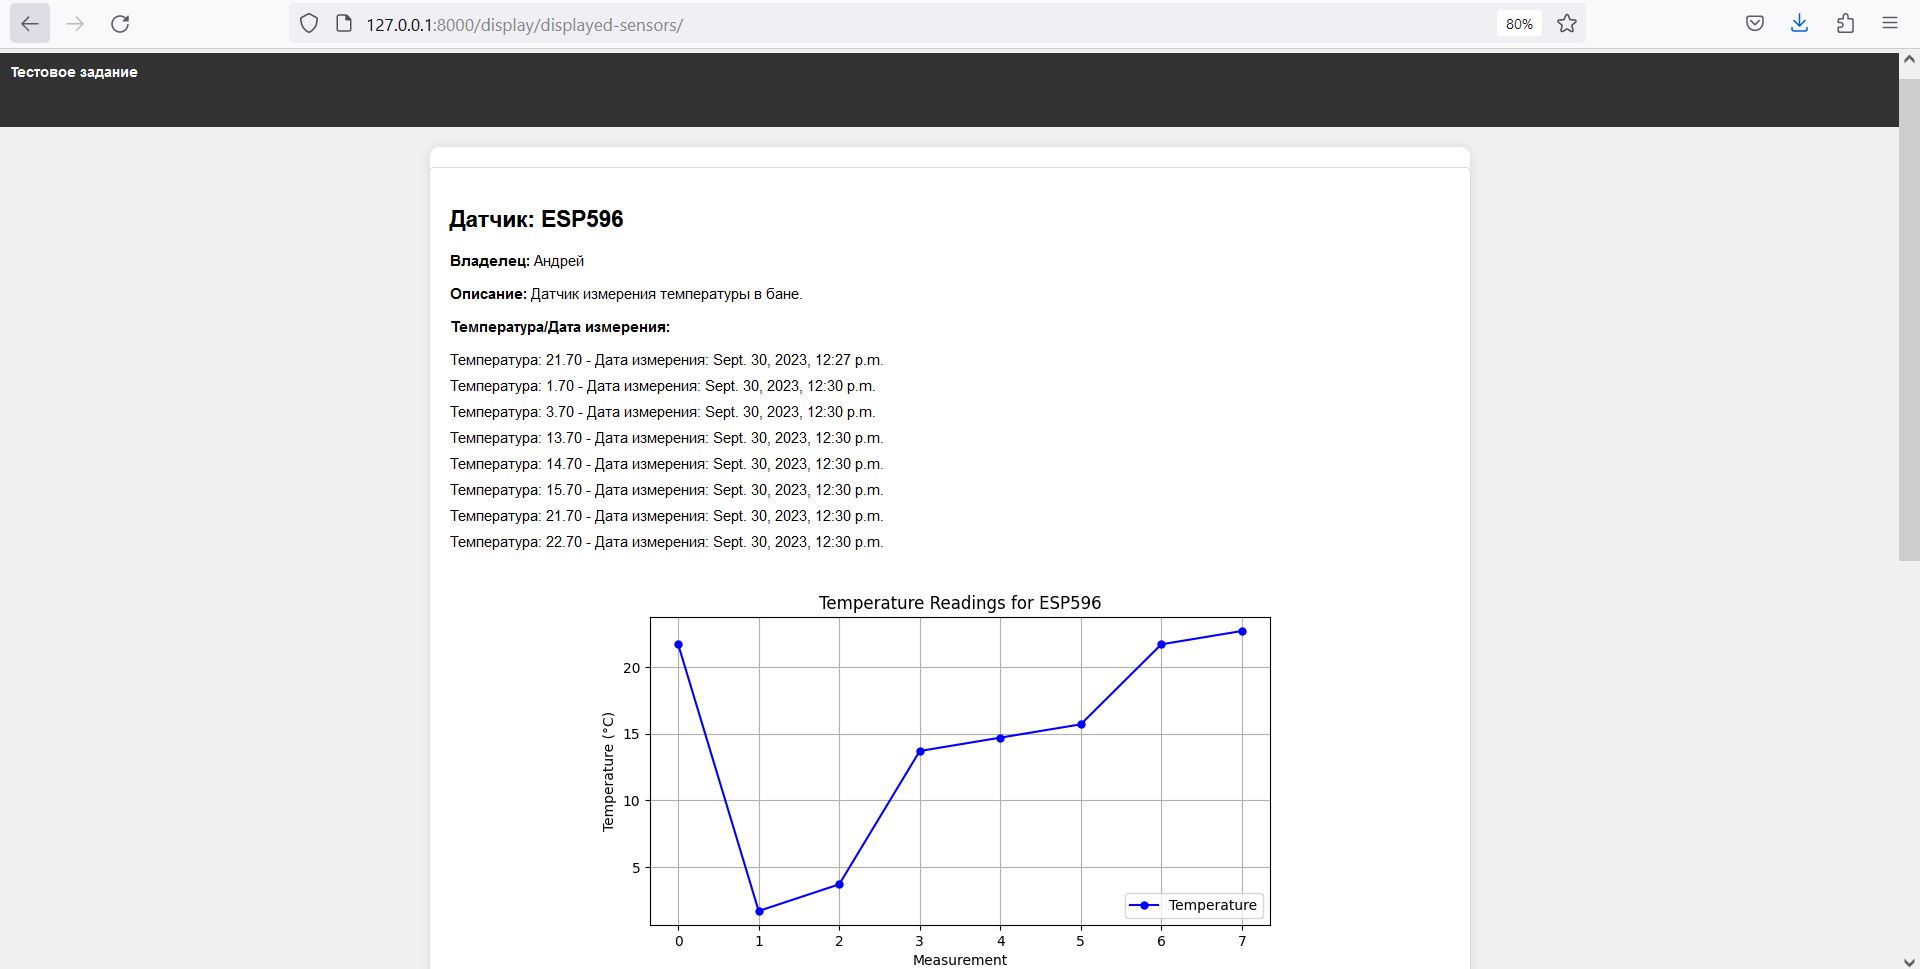 127.0.0.1:8000/display/displayed-sensors/
80%
Тестовое задание
Датчик: ESP596
Владелец: Андрей
Описание: Датчик измерения температуры в бане.
Температура/Дата измерения:
Температура: 21.70 - Дата измерения: Sept. 30, 2023, 12:27 p.m.
Температура: 1.70 - Дата измерения: Sept. 30, 2023, 12:30 p.m.
Температура: 3.70 - Дата измерения: Sept. 30, 2023, 12:30 p.m.
Температура: 13.70 - Дата измерения: Sept. 30, 2023, 12:30 p.m.
Температура: 14.70 - Дата измерения: Sept. 30, 2023, 12:30 p.m.
Температура: 15.70 - Дата измерения: Sept. 30, 2023, 12:30 p.m.
Температура: 21.70 - Дата измерения: Sept. 30, 2023, 12:30 p.m.
Температура: 22.70 - Дата измерения: Sept. 30, 2023, 12:30 p.m.
Temperature Readings for ESP596
20
15
10
5
Temperature (°C)
Temperature
0 1 2 3 4 5 6 7
Measurement